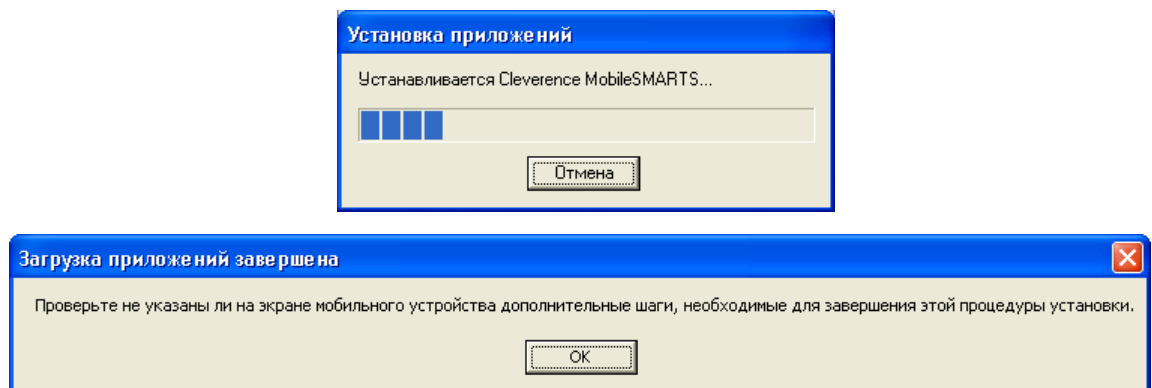 Установка приложений
Устанавливается Cleverence MobileSMARTS...
Отмена
Загрузка приложений завершена
Проверьте не указаны ли на экране мобильного устройства дополнительные шаги, необходимые для завершения этой процедуры установки.
OK